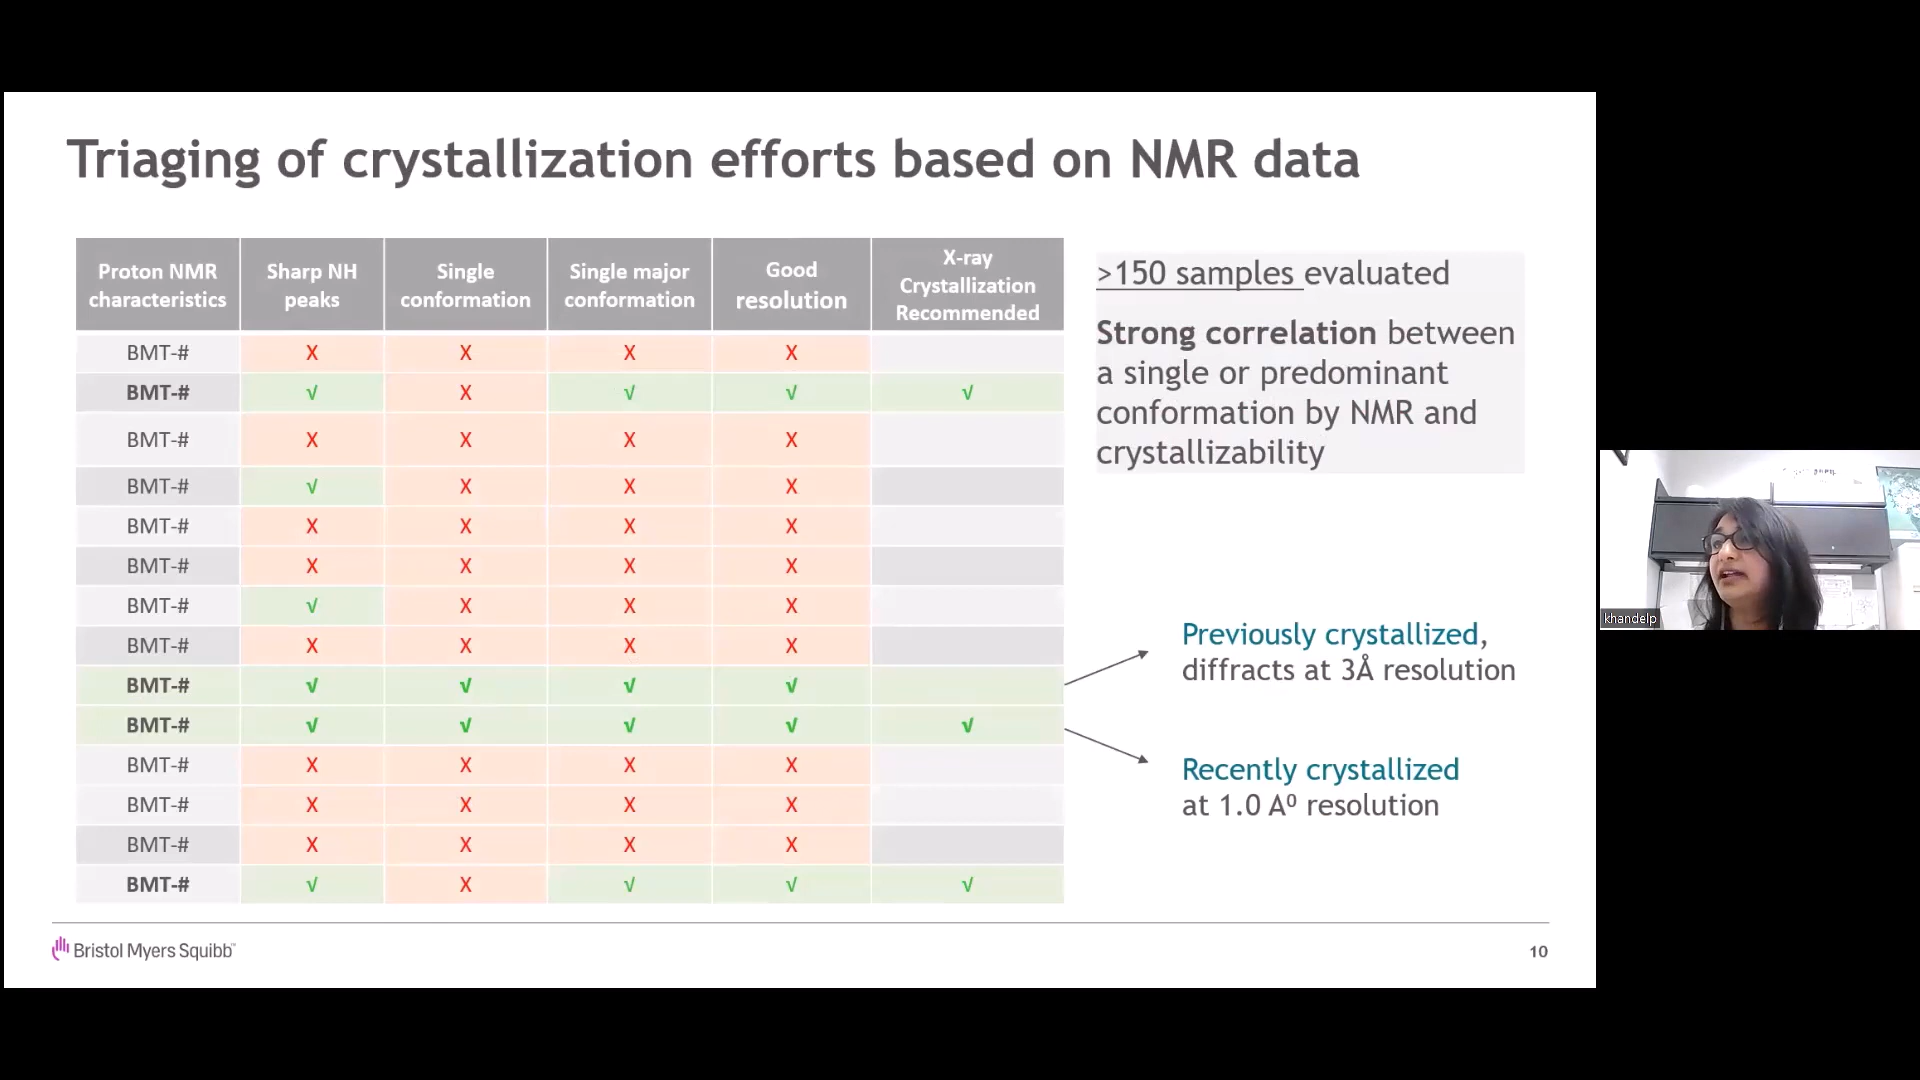 Triaging of crystallization efforts based on NMR data
Proton NMR characteristics Sharp NH peaks Single conformation Single major conformation Good resolution X-ray Crystallization Recommended
BMT-# X X X X
BMT-# √ X √ √ √
BMT-# X X X X
BMT-# √ X X X
BMT-# X X X X
BMT-# X X X X
BMT-# √ X X X
BMT-# X X X X
BMT-# √ √ √ √
BMT-# √ √ √ √ √
BMT-# X X X X
BMT-# X X X X
BMT-# X X X X
BMT-# √ X √ √ √
>150 samples evaluated
Strong correlation between
a single or predominant
conformation by NMR and
crystallizability
Previously crystallized,
diffracts at 3Å resolution
Recently crystallized
at 1.0 A⁰ resolution
Bristol Myers Squibb™
10
khandelp